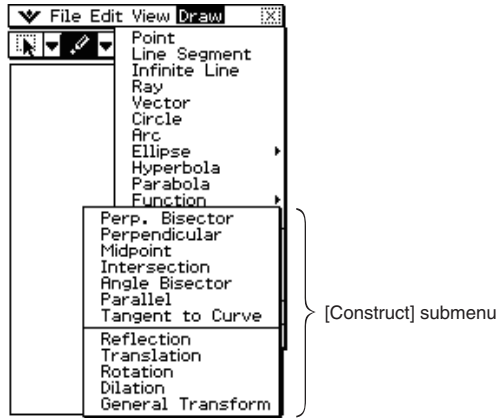 File Edit View Draw
Point
Line Segment
Infinite Line
Ray
Vector
Circle
Arc
Ellipse
Hyperbola
Parabola
Function
Perp. Bisector
Perpendicular
Midpoint
Intersection
Angle Bisector
Parallel
Tangent to Curve
Reflection
Translation
Rotation
Dilation
General Transform
[Construct] submenu